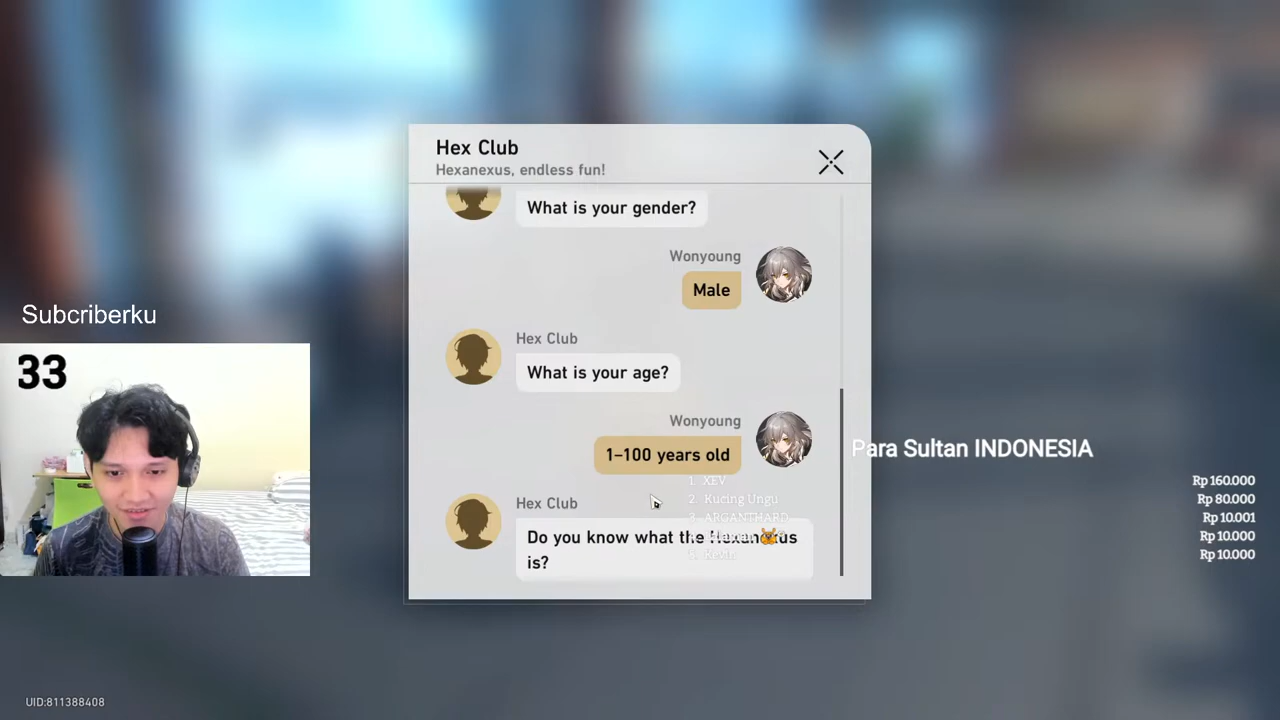 Hex Club
Hexanexus, endless fun!
What is your gender?
Wonyoung
Male
Hex Club
What is your age?
Wonyoung
1–100 years old
Hex Club
Do you know what the Hexanexus
is?
Subcriberku
33
Para Sultan INDONESIA
1. XEV
Rp 160.000
2. Kucing Ungu
Rp 80.000
3. ARGANTHARD
Rp 10.001
Rp 10.000
Rp 10.000
UID:811388408